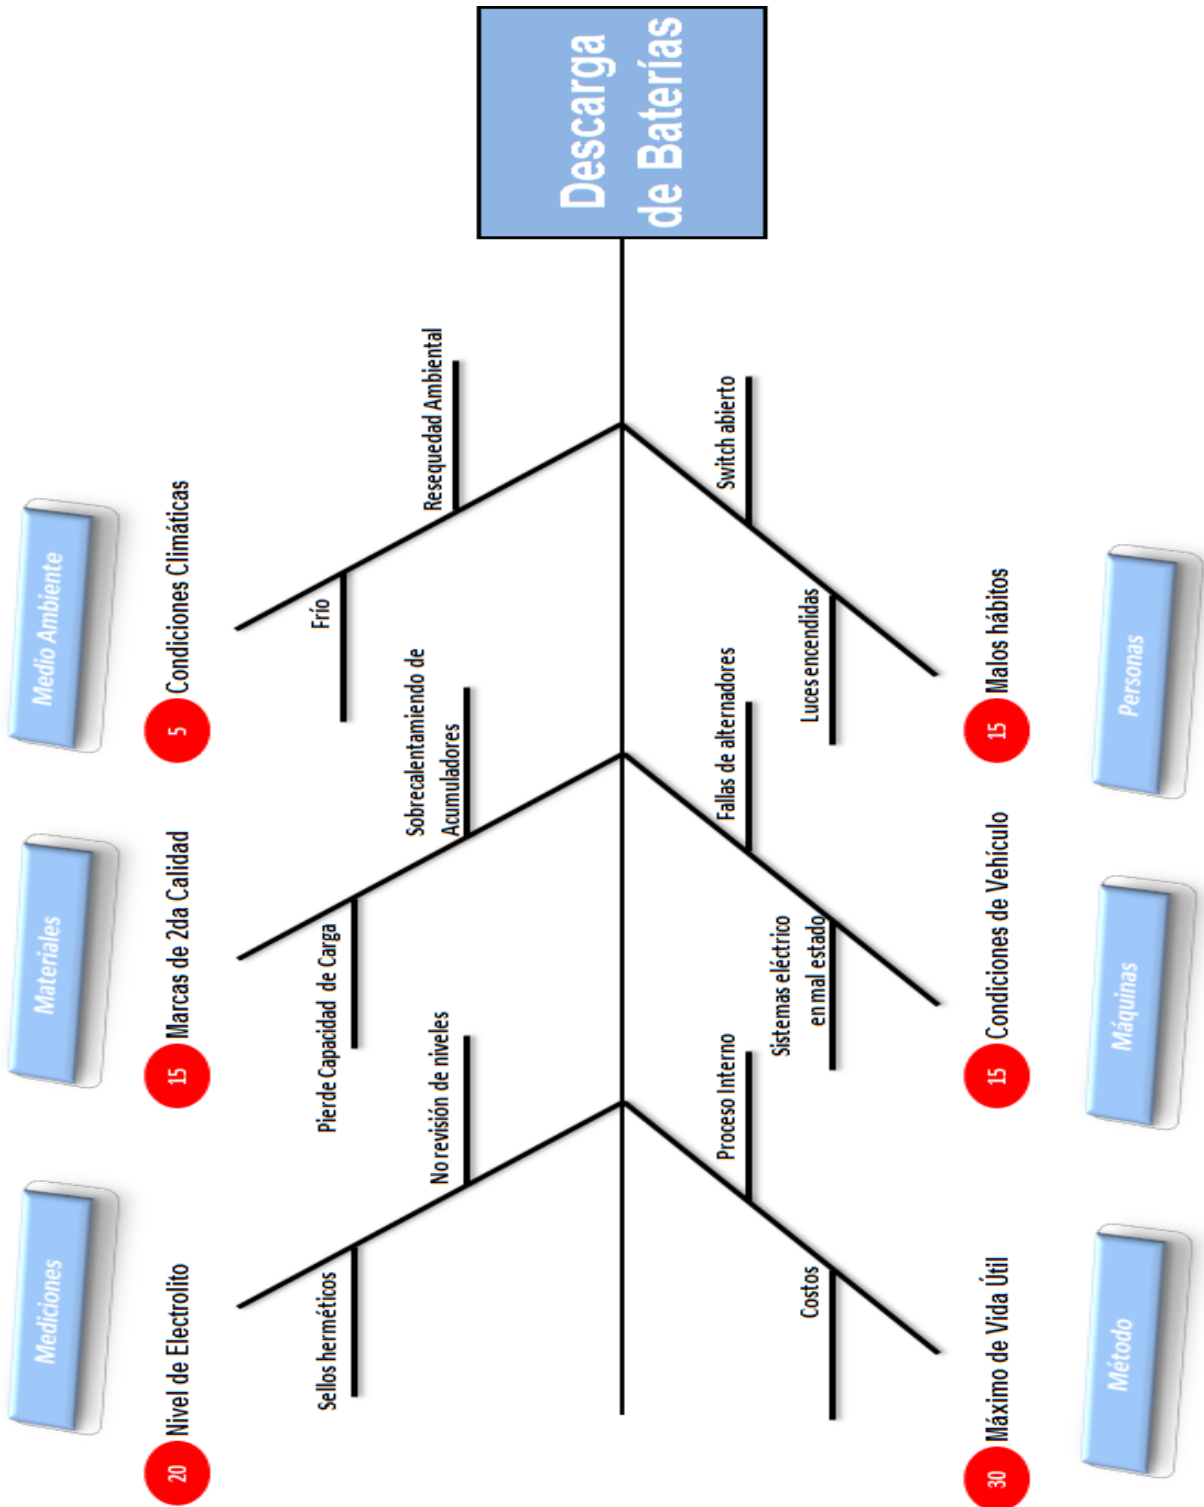 Mediciones
Materiales
Medio Ambiente
20
Nivel de Electrolito
15
Marcas de 2da Calidad
5
Condiciones Climáticas
Sellos herméticos
No revisión de niveles
Pierde Capacidad de Carga
Sobrecalentamiendo de
Acumuladores
Frío
Resequedad Ambiental
Descarga
de Baterías
Costos
Proceso Interno
Sistemas eléctrico
en mal estado
Fallas de alternadores
Luces encendidas
Switch abierto
30
Máximo de Vida Útil
15
Condiciones de Vehículo
15
Malos hábitos
Método
Máquinas
Personas